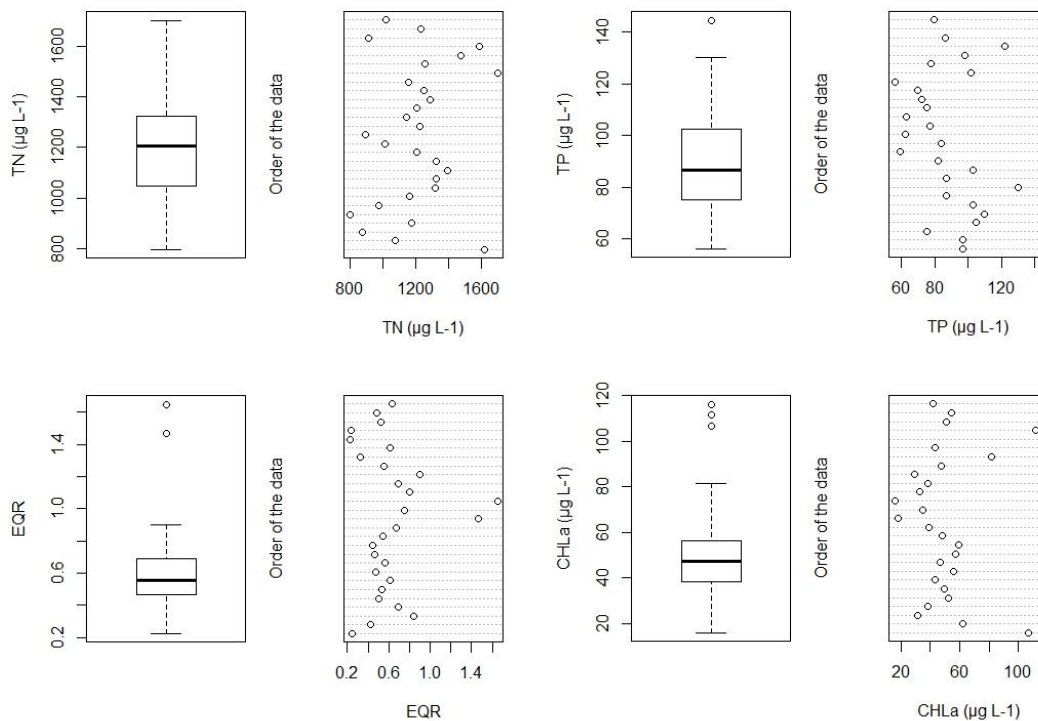 TN (µg L-1)
800 1000 1200 1400 1600
Order of the data
800 1200 1600
TN (µg L-1)
TP (µg L-1)
60 80 100 120 140
Order of the data
60 80 120
TP (µg L-1)
EQR
0.2 0.6 1.0 1.4
Order of the data
0.2 0.6 1.0 1.4
EQR
CHLa (µg L-1)
20 40 60 80 100 120
Order of the data
20 60 100
CHLa (µg L-1)